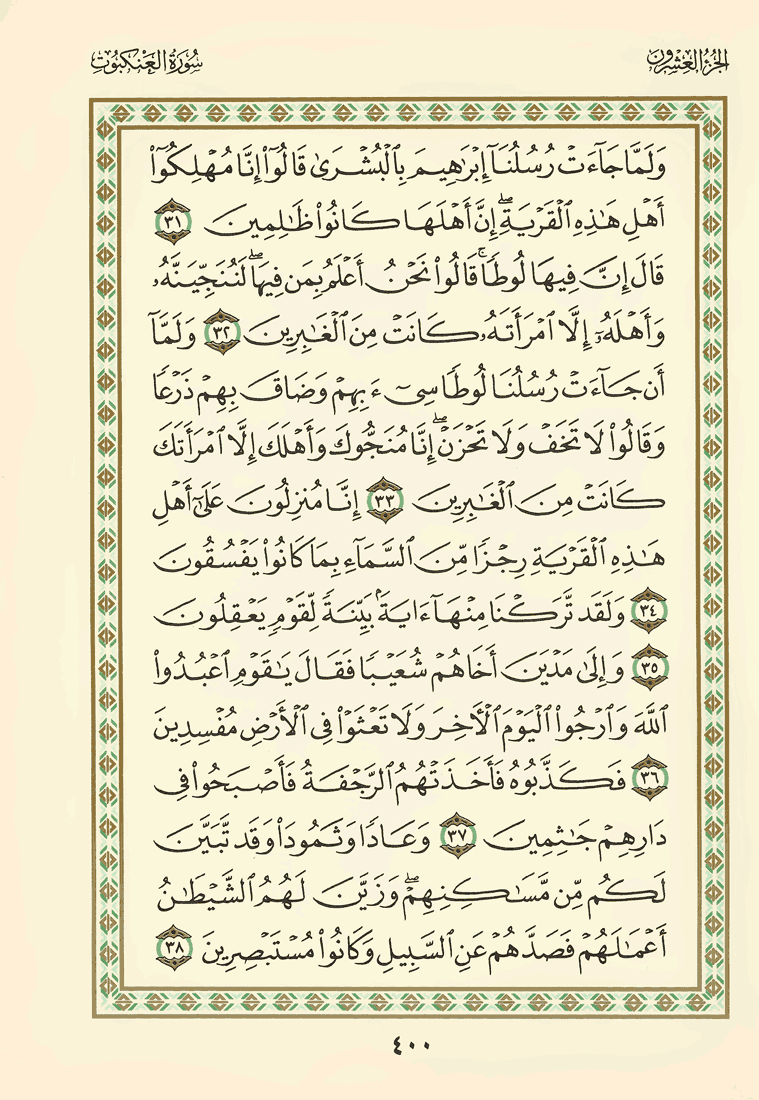 الجزء العشرون
سورة العنكبوت
وَلَمَّا جَآءَتْ رُسُلُنَآ إِبْرَٰهِيمَ بِٱلْبُشْرَىٰ قَالُوٓا۟ إِنَّا مُهْلِكُوٓا۟
أَهْلِ هَٰذِهِ ٱلْقَرْيَةِ ۖ إِنَّ أَهْلَهَا كَانُوا۟ ظَٰلِمِينَ ٣١
قَالَ إِنَّ فِيهَا لُوطًا ۚ قَالُوا۟ نَحْنُ أَعْلَمُ بِمَن فِيهَا ۖ لَنُنَجِّيَنَّهُۥ
وَأَهْلَهُۥٓ إِلَّا ٱمْرَأَتَهُۥ كَانَتْ مِنَ ٱلْغَٰبِرِينَ ٣٢ وَلَمَّآ
أَن جَآءَتْ رُسُلُنَا لُوطًا سِىٓءَ بِهِمْ وَضَاقَ بِهِمْ ذَرْعًا
وَقَالُوا۟ لَا تَخَفْ وَلَا تَحْزَنْ ۖ إِنَّا مُنَجُّوكَ وَأَهْلَكَ إِلَّا ٱمْرَأَتَكَ
كَانَتْ مِنَ ٱلْغَٰبِرِينَ ٣٣ إِنَّا مُنزِلُونَ عَلَىٰٓ أَهْلِ
هَٰذِهِ ٱلْقَرْيَةِ رِجْزًا مِّنَ ٱلسَّمَآءِ بِمَا كَانُوا۟ يَفْسُقُونَ
٣٤ وَلَقَد تَّرَكْنَا مِنْهَآ ءَايَةًۢ بَيِّنَةً لِّقَوْمٍ يَعْقِلُونَ
٣٥ وَإِلَىٰ مَدْيَنَ أَخَاهُمْ شُعَيْبًا فَقَالَ يَٰقَوْمِ ٱعْبُدُوا۟
ٱللَّهَ وَٱرْجُوا۟ ٱلْيَوْمَ ٱلْءَاخِرَ وَلَا تَعْثَوْا۟ فِى ٱلْأَرْضِ مُفْسِدِينَ
٣٦ فَكَذَّبُوهُ فَأَخَذَتْهُمُ ٱلرَّجْفَةُ فَأَصْبَحُوا۟ فِى
دَارِهِمْ جَٰثِمِينَ ٣٧ وَعَادًا وَثَمُودَا۟ وَقَد تَّبَيَّنَ
لَكُم مِّن مَّسَٰكِنِهِمْ ۖ وَزَيَّنَ لَهُمُ ٱلشَّيْطَٰنُ
أَعْمَٰلَهُمْ فَصَدَّهُمْ عَنِ ٱلسَّبِيلِ وَكَانُوا۟ مُسْتَبْصِرِينَ ٣٨
٤٠٠